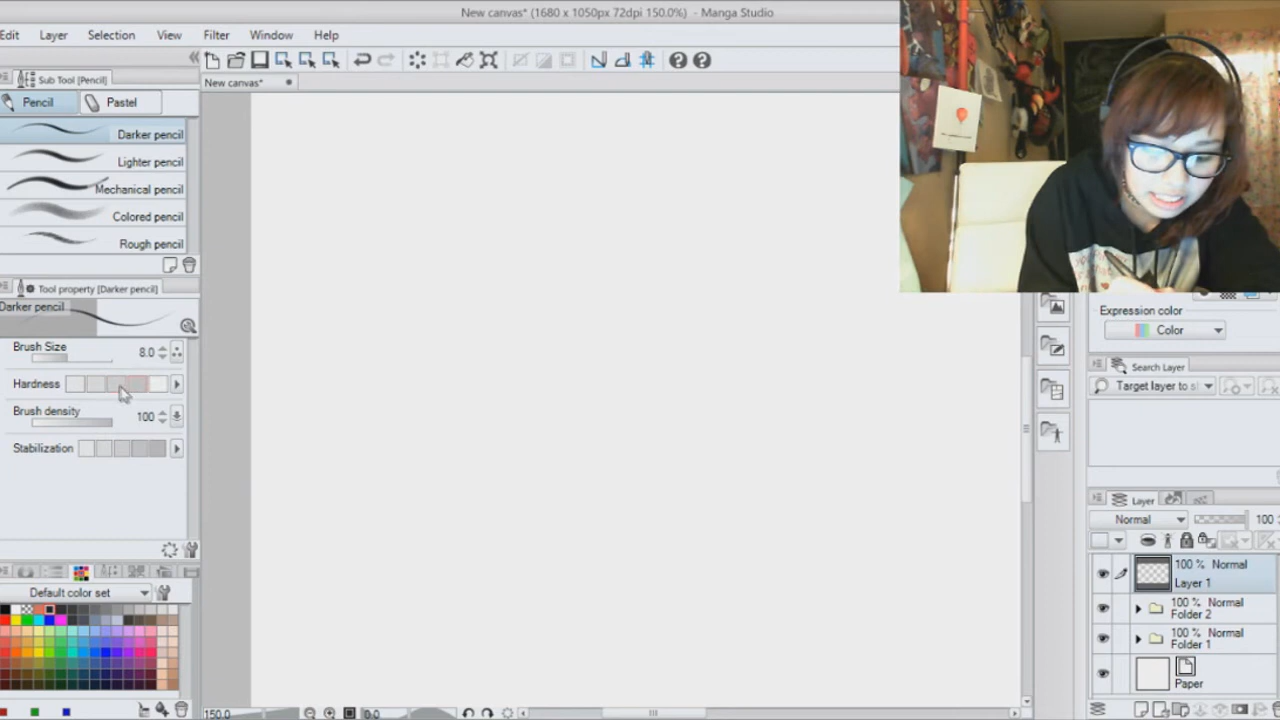 New canvas* (1680 x 1050px 72dpi 150.0%) - Manga Studio
Edit Layer Selection View Filter Window Help
New canvas*
Sub Tool [Pencil]
Pencil Pastel
Darker pencil
Lighter pencil
Mechanical pencil
Colored pencil
Rough pencil
Tool property [Darker pencil]
Darker pencil
Brush Size 8.0
Hardness
Brush density 100
Stabilization
Default color set
150.0 0.0
Expression color
Color
Search Layer
Target layer to s
Layer
Normal 100
100 % Normal
Layer 1
100 % Normal
Folder 2
100 % Normal
Folder 1
Paper